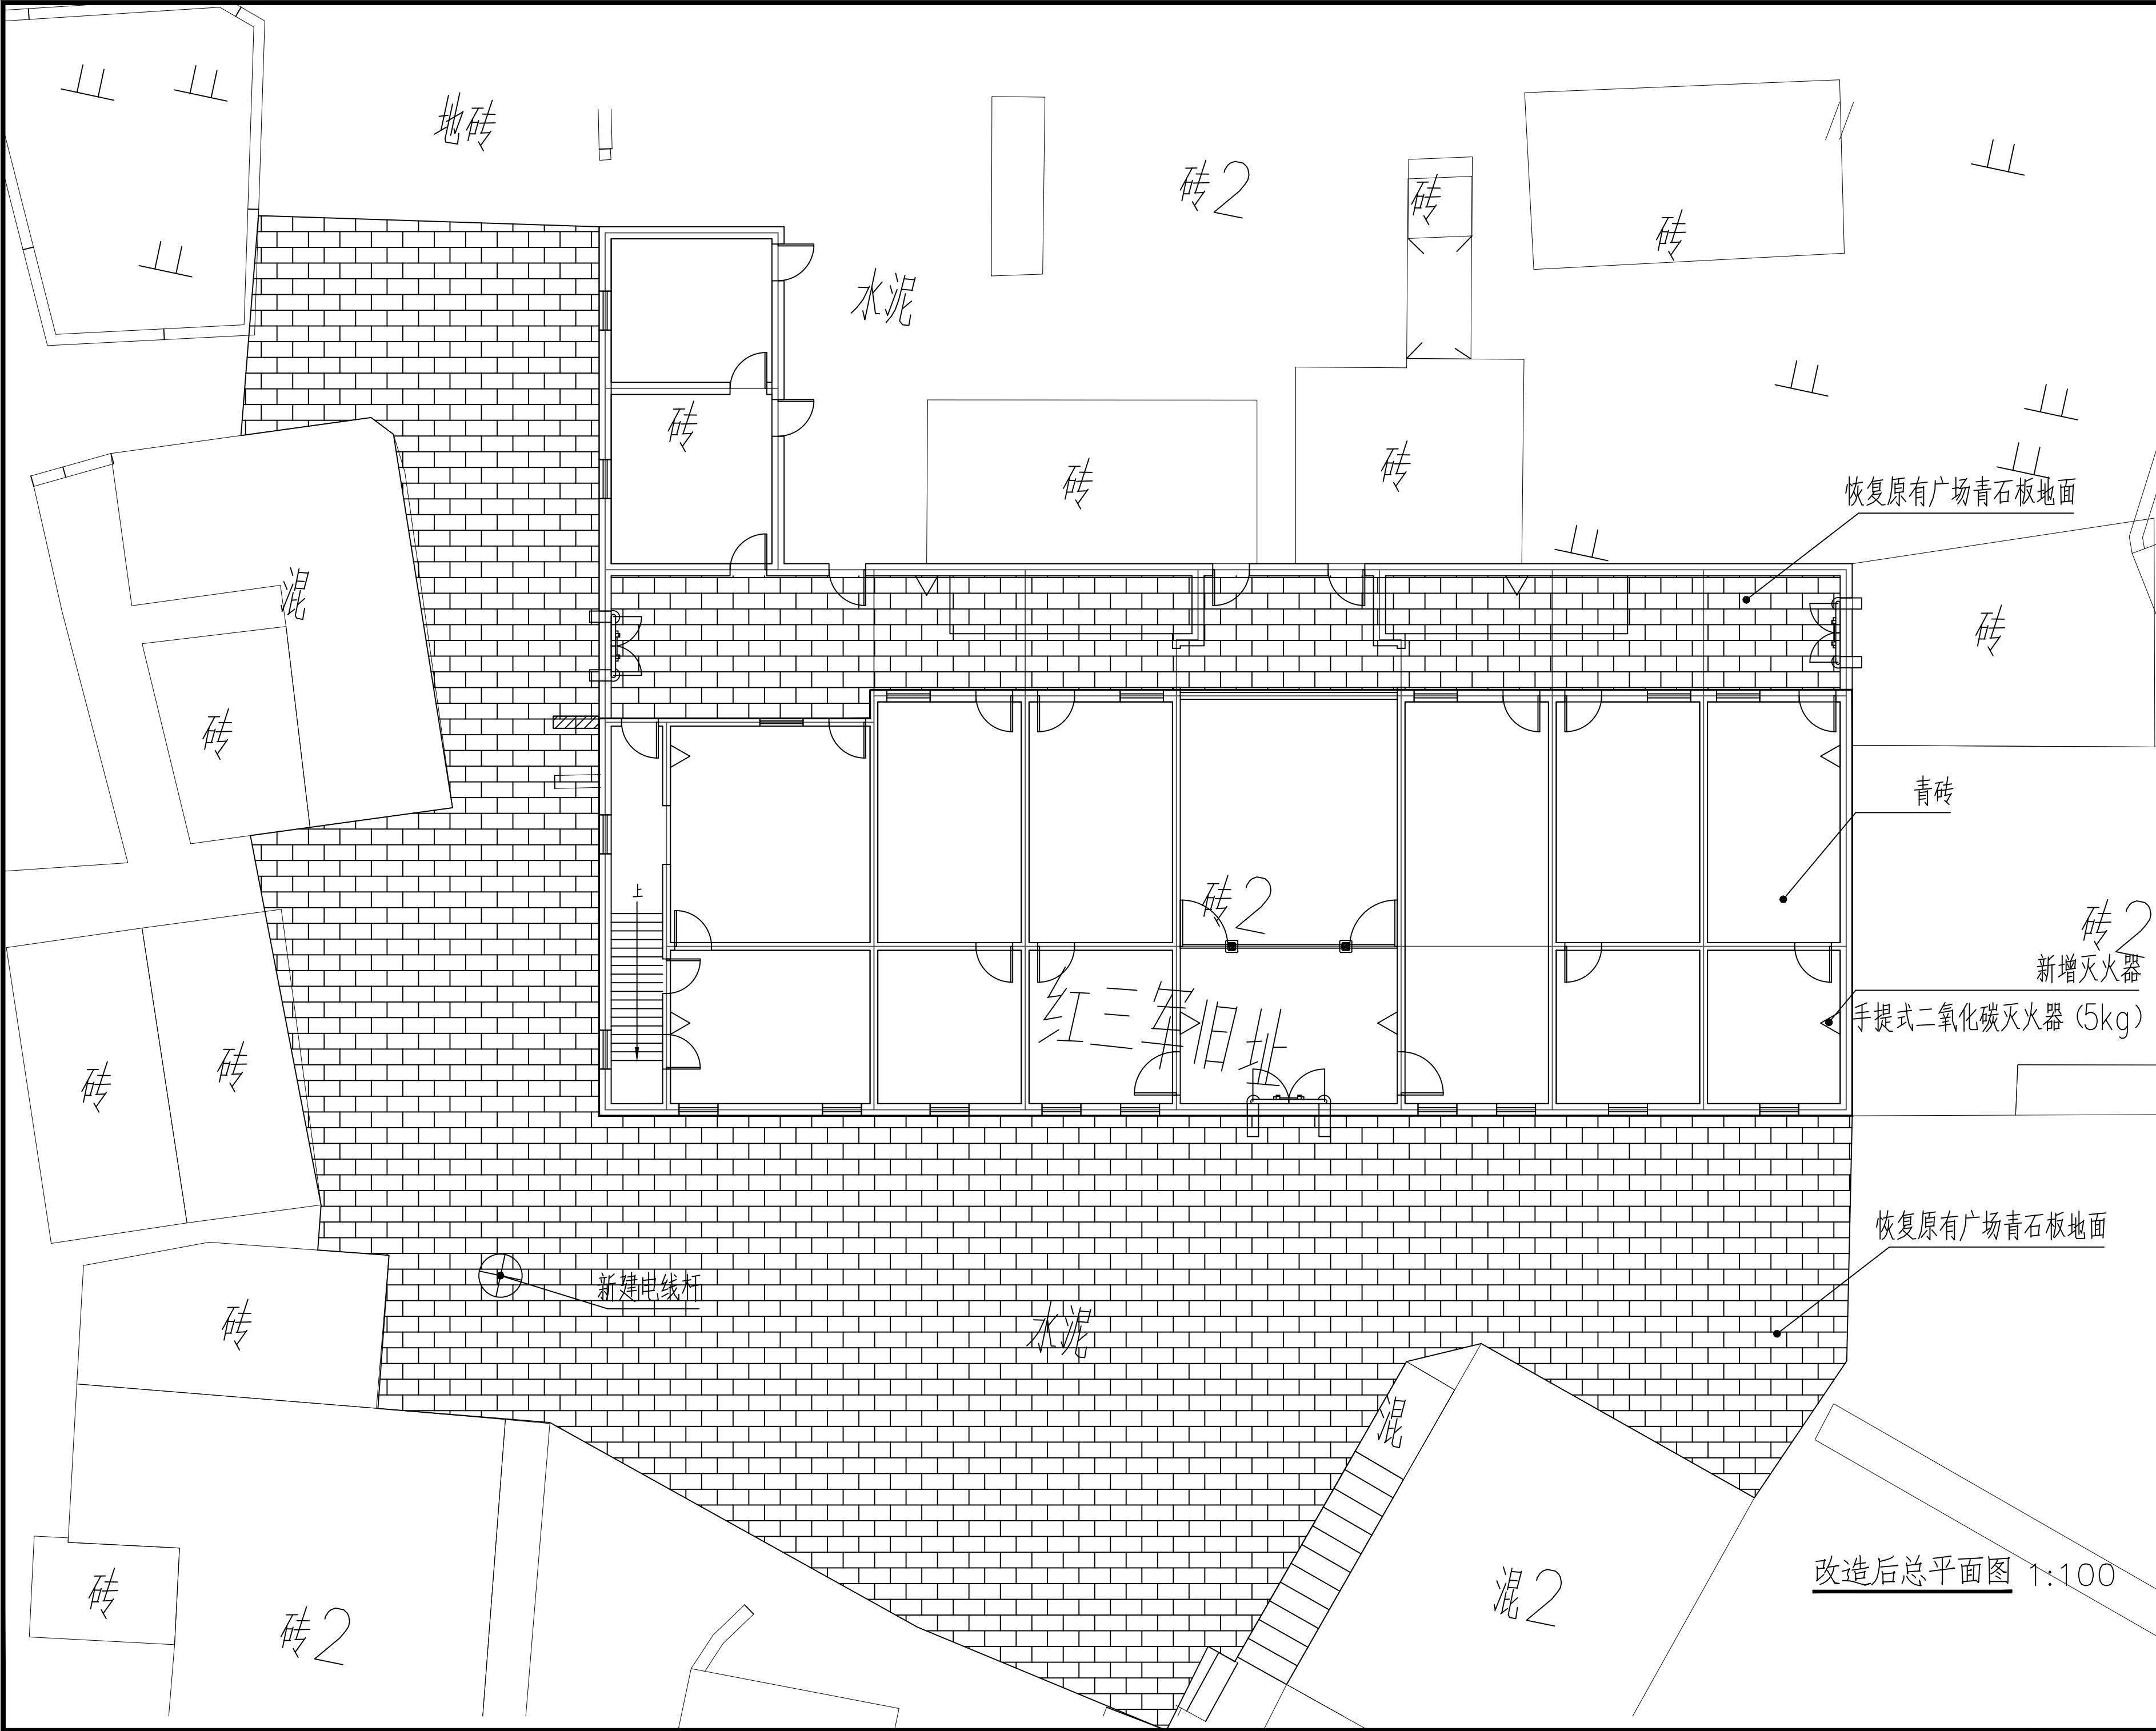 地砖
砖2
砖
砖
水泥
砖
砖
砖
恢复原有广场青石板地面
混
砖
砖
青砖
上
砖2
砖2
新增灭火器
手提式二氧化碳灭火器（5kg）
红三军旧址
砖
砖
恢复原有广场青石板地面
新建电线杆
砖
水泥
混
改造后总平面图 1:100
砖
混2
砖2